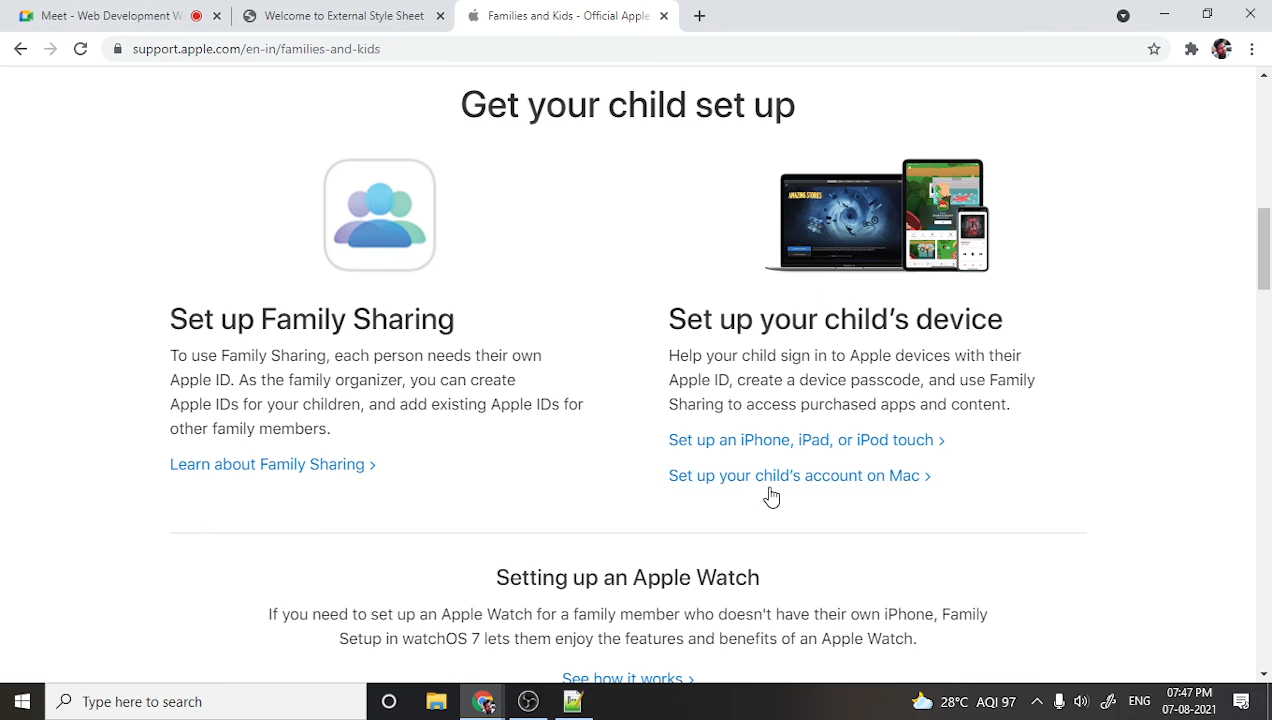 Meet - Web Development W
Welcome to External Style Sheet
Families and Kids - Official Apple
support.apple.com/en-in/families-and-kids
Get your child set up
AMAZING STORIES
Set up Family Sharing
To use Family Sharing, each person needs their own
Apple ID. As the family organizer, you can create
Apple IDs for your children, and add existing Apple IDs for
other family members.
Learn about Family Sharing >
Set up your child's device
Help your child sign in to Apple devices with their
Apple ID, create a device passcode, and use Family
Sharing to access purchased apps and content.
Set up an iPhone, iPad, or iPod touch >
Set up your child's account on Mac >
Setting up an Apple Watch
If you need to set up an Apple Watch for a family member who doesn't have their own iPhone, Family
Setup in watchOS 7 lets them enjoy the features and benefits of an Apple Watch.
See how it works >
Type here to search
28°C AQI 97
ENG
07:47 PM
07-08-2021